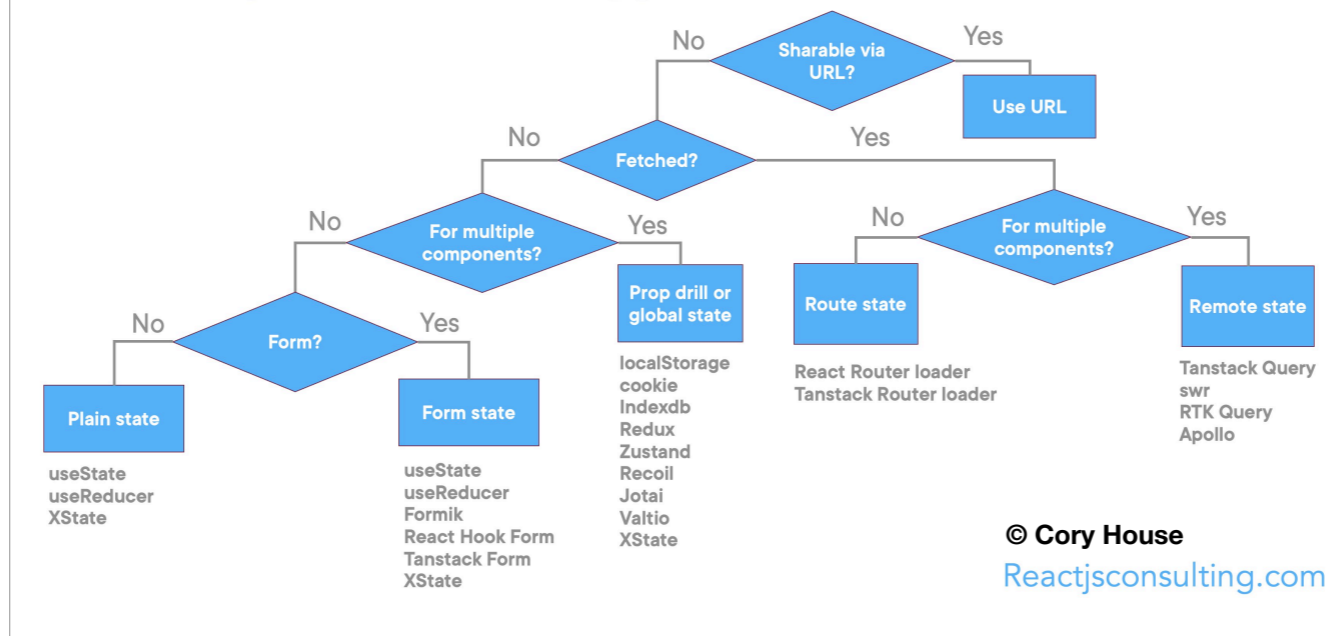 No
Sharable via
URL?
Yes
Use URL
No
Fetched?
Yes
No
For multiple
components?
Yes
No
For multiple
components?
Yes
Prop drill or
global state
Route state
Remote state
No
Form?
Yes
localStorage
cookie
Indexdb
Redux
Zustand
Recoil
Jotai
Valtio
XState
React Router loader
Tanstack Router loader
Tanstack Query
swr
RTK Query
Apollo
Plain state
Form state
useState
useReducer
XState
useState
useReducer
Formik
React Hook Form
Tanstack Form
XState
© Cory House
Reactjsconsulting.com